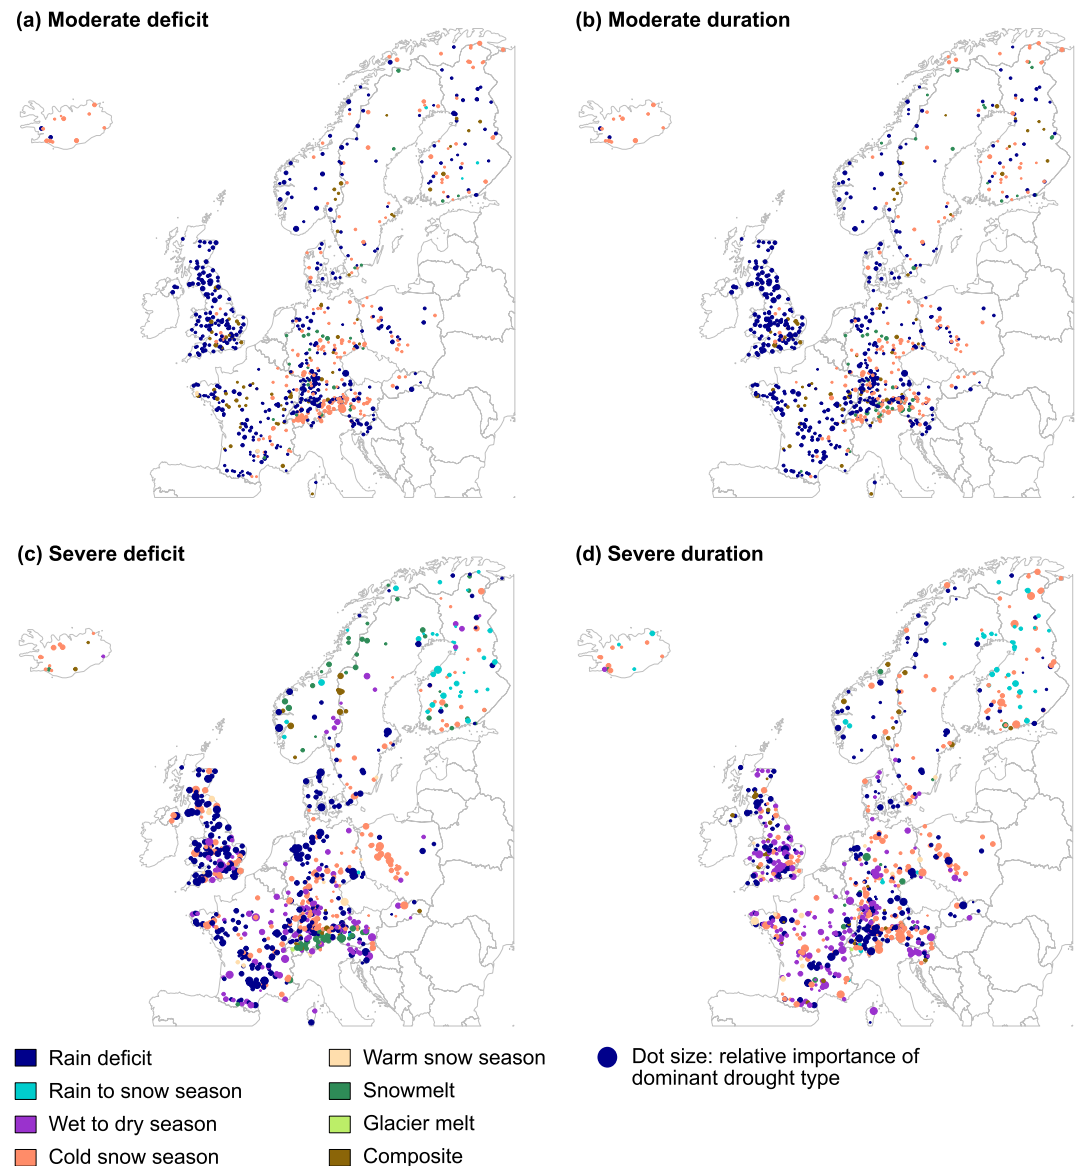 (a) Moderate deficit
(b) Moderate duration
(c) Severe deficit
(d) Severe duration
Rain deficit
Rain to snow season
Wet to dry season
Cold snow season
Warm snow season
Snowmelt
Glacier melt
Composite
Dot size: relative importance of
dominant drought type